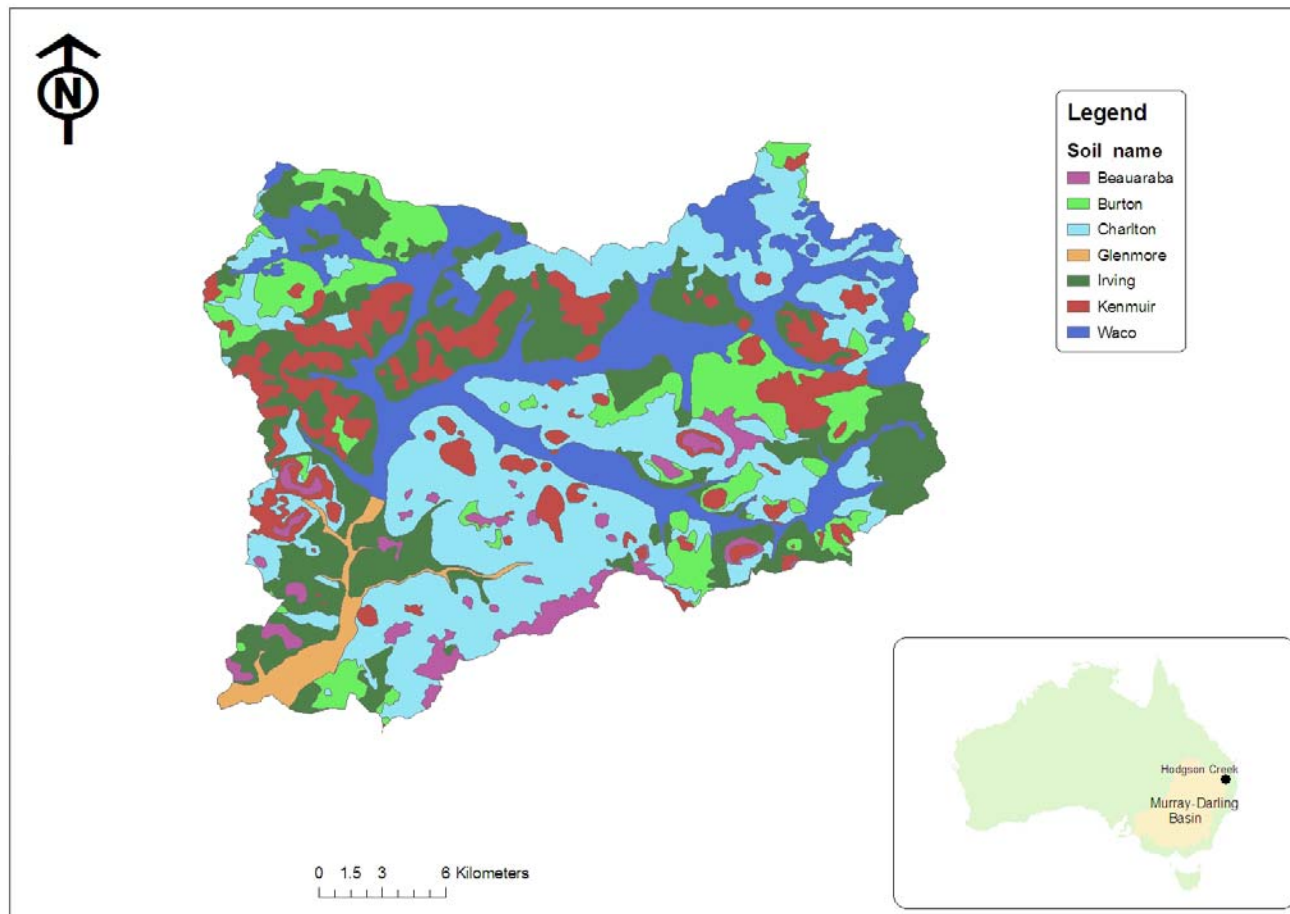 N
Legend
Soil name
Beauaraba
Burton
Charlton
Glenmore
Irving
Kenmuir
Waco
Hodgson Creek
Murray-Darling
Basin
0 1.5 3 6 Kilometers